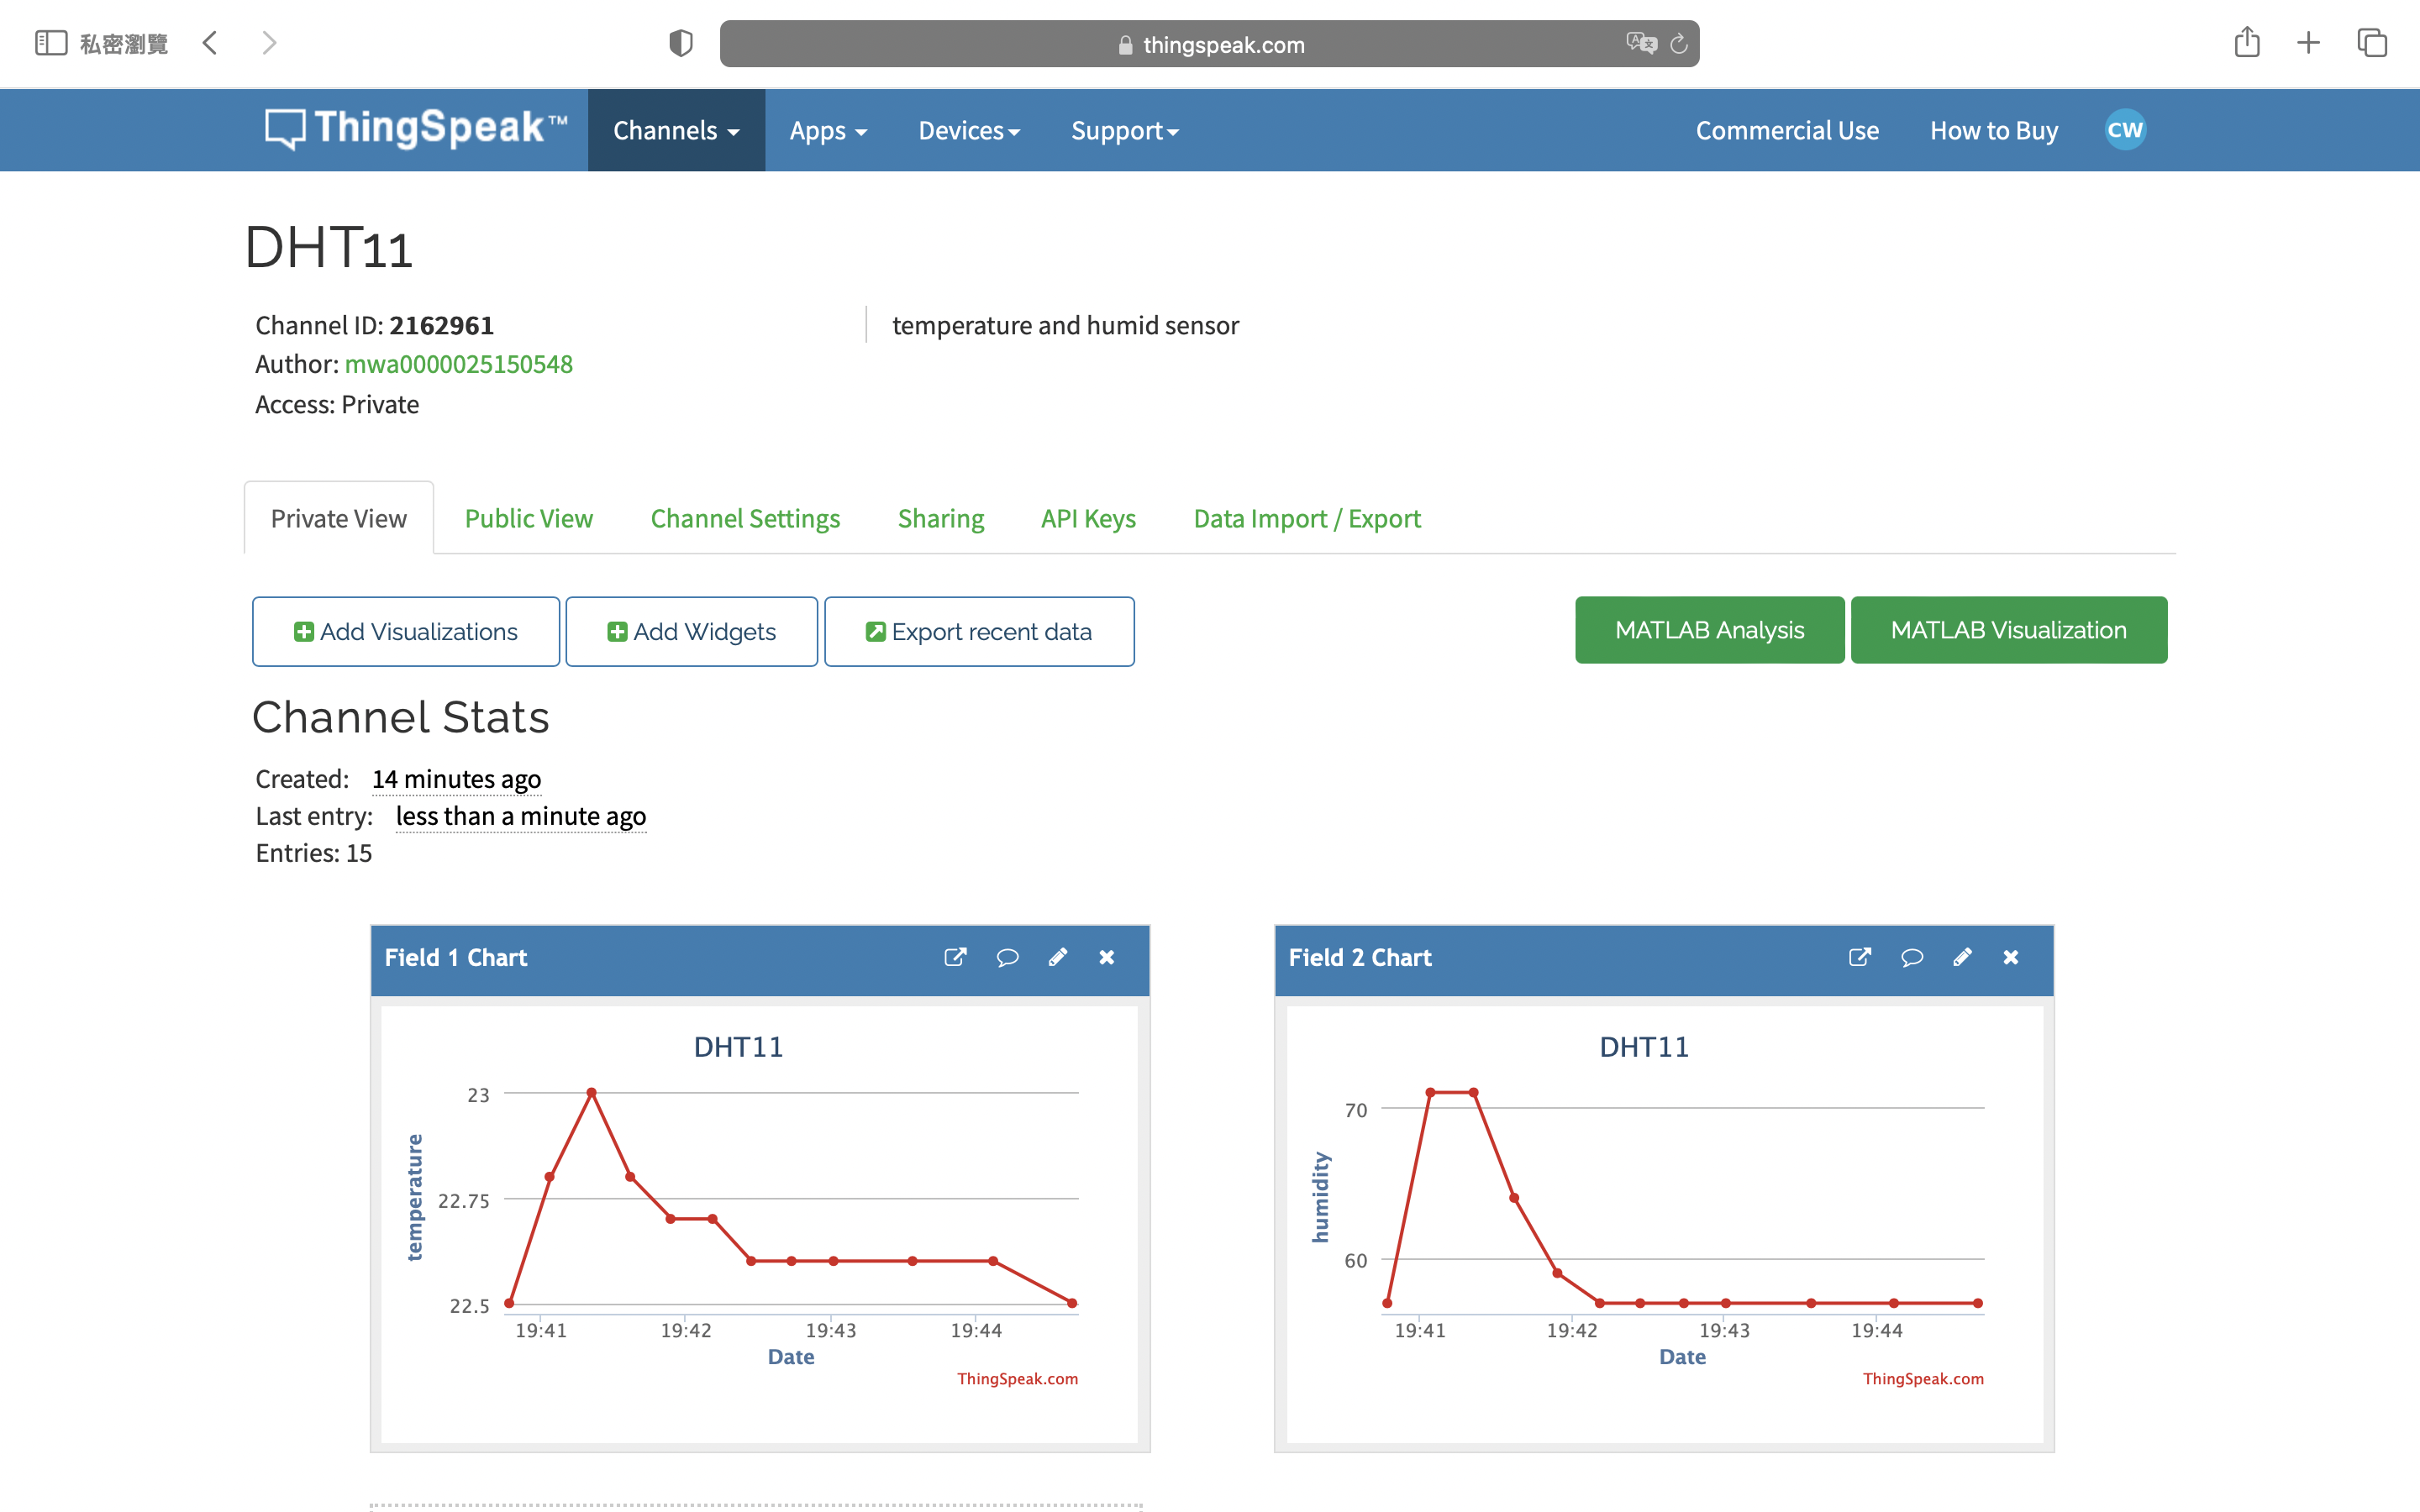 私密瀏覽
thingspeak.com
ThingSpeak™
Channels
Apps
Devices
Support
Commercial Use
How to Buy
CW
DHT11
Channel ID: 2162961
Author: mwa0000025150548
Access: Private
temperature and humid sensor
Private View
Public View
Channel Settings
Sharing
API Keys
Data Import / Export
Add Visualizations
Add Widgets
Export recent data
MATLAB Analysis
MATLAB Visualization
Channel Stats
Created: 14 minutes ago
Last entry: less than a minute ago
Entries: 15
Field 1 Chart
DHT11
temperature
23
22.75
22.5
19:41 19:42 19:43 19:44
Date
ThingSpeak.com
Field 2 Chart
DHT11
humidity
70
60
19:41 19:42 19:43 19:44
Date
ThingSpeak.com